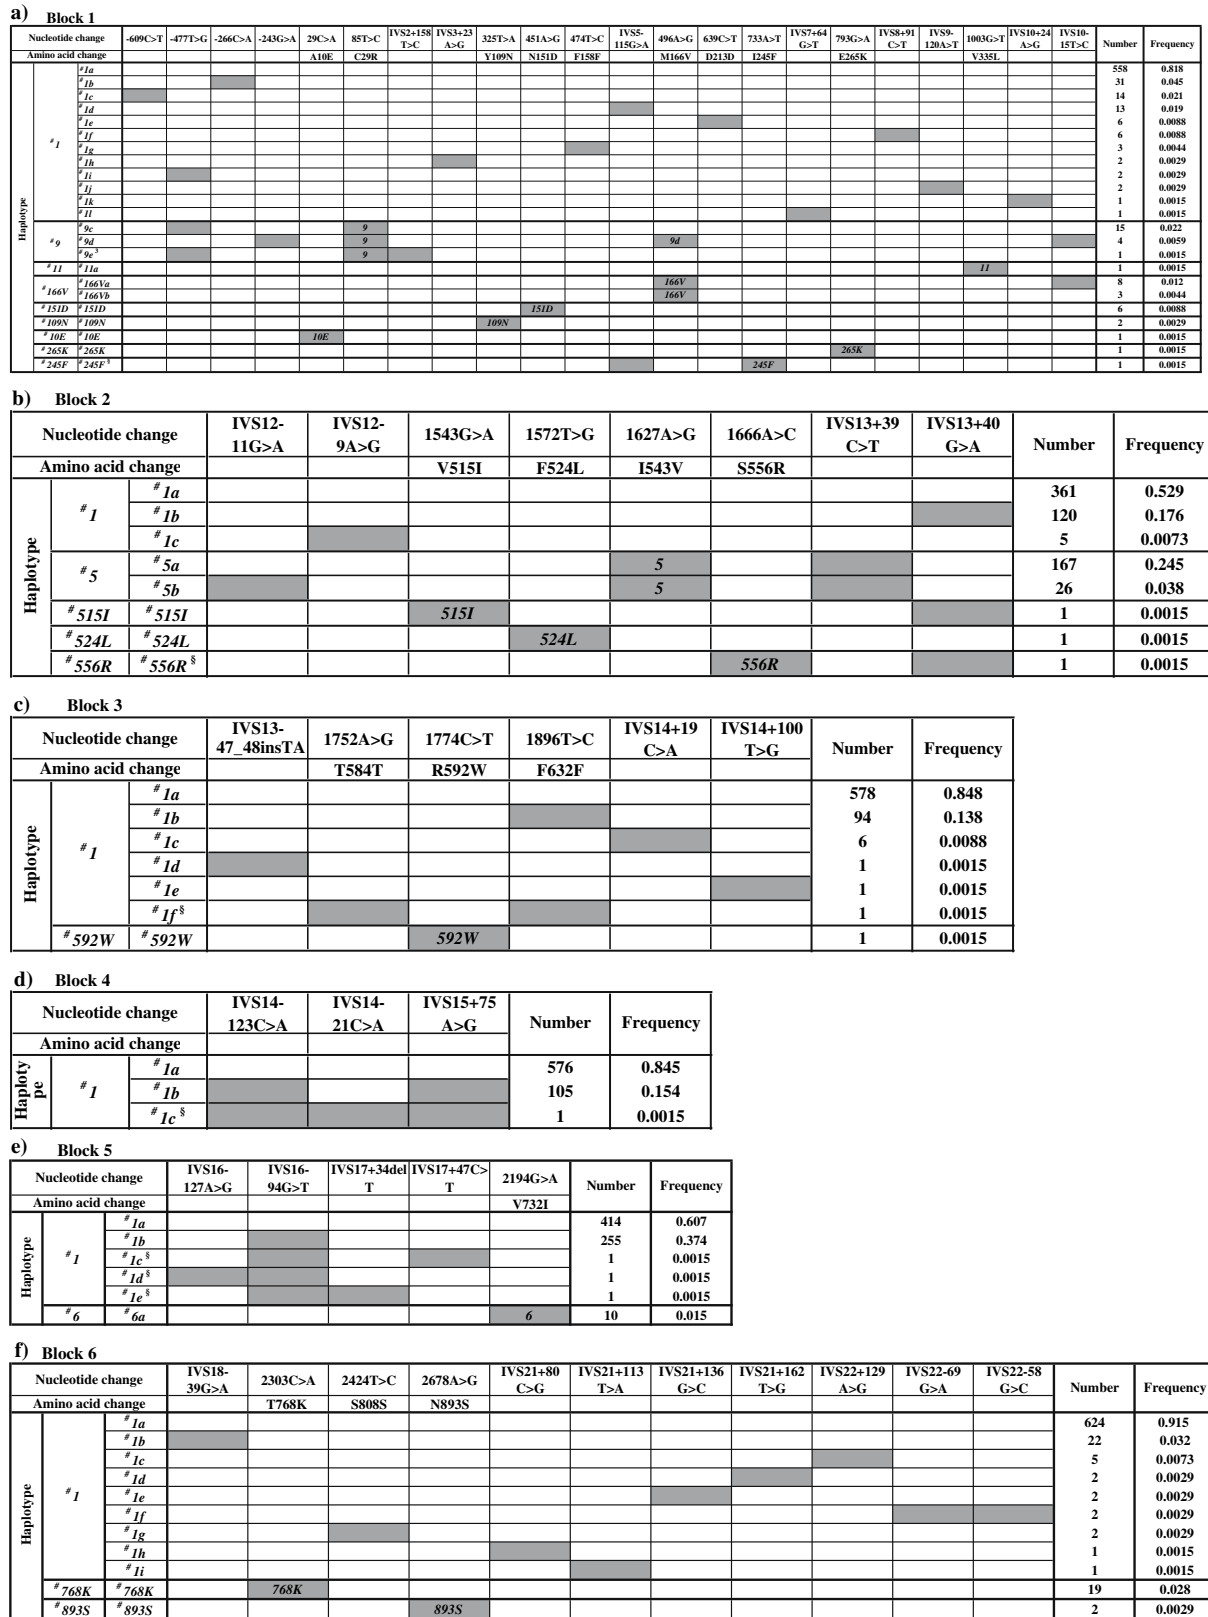 a) Block 1
Nucleotide change -609C>T -477T>G -266C>A -243G>A 29C>A 85T>C IVS2+158 T>C IVS3+23 A>G 325T>A 451A>G 474T>C IVS5-115G>A 496A>G 639C>T 733A>T IVS7+64 G>T 793G>A IVS8+91 C>T IVS9-120A>T 1003G>T IVS10+24 A>G IVS10-15T>C Number Frequency
Amino acid change A10E C29R Y109N N151D F158F M166V D213D I245F E265K V335L
Haplotype
#1 #1a 558 0.818
#1b 31 0.045
#1c 14 0.021
#1d 13 0.019
#1e 6 0.0088
#1f 6 0.0088
#1g 3 0.0044
#1h 2 0.0029
#1i 2 0.0029
#1j 2 0.0029
#1k 1 0.0015
#1l 1 0.0015
#9 #9c 9 15 0.022
#9d 9 9d 4 0.0059
#9e§ 9 1 0.0015
#11 #11a 11 1 0.0015
#166V #166Va 166V 8 0.012
#166Vb 166V 3 0.0044
#151D #151D 151D 6 0.0088
#109N #109N 109N 2 0.0029
#10E #10E 10E 1 0.0015
#265K #265K 265K 1 0.0015
#245F #245F§ 245F 1 0.0015
b) Block 2
Nucleotide change IVS12-11G>A IVS12-9A>G 1543G>A 1572T>G 1627A>G 1666A>C IVS13+39 C>T IVS13+40 G>A Number Frequency
Amino acid change V515I F524L I543V S556R
Haplotype
#1 #1a 361 0.529
#1b 120 0.176
#1c 5 0.0073
#5 #5a 5 167 0.245
#5b 5 26 0.038
#515I #515I 515I 1 0.0015
#524L #524L 524L 1 0.0015
#556R #556R§ 556R 1 0.0015
c) Block 3
Nucleotide change IVS13-47_48insTA 1752A>G 1774C>T 1896T>C IVS14+19 C>A IVS14+100 T>G Number Frequency
Amino acid change T584T R592W F632F
Haplotype
#1 #1a 578 0.848
#1b 94 0.138
#1c 6 0.0088
#1d 1 0.0015
#1e 1 0.0015
#1f§ 1 0.0015
#592W #592W 592W 1 0.0015
d) Block 4
Nucleotide change IVS14-123C>A IVS14-21C>A IVS15+75 A>G Number Frequency
Amino acid change
Haploty pe
#1 #1a 576 0.845
#1b 105 0.154
#1c§ 1 0.0015
e) Block 5
Nucleotide change IVS16-127A>G IVS16-94G>T IVS17+34del T IVS17+47C> T 2194G>A Number Frequency
Amino acid change V732I
Haplotype
#1 #1a 414 0.607
#1b 255 0.374
#1c§ 1 0.0015
#1d§ 1 0.0015
#1e§ 1 0.0015
#6 #6a 6 10 0.015
f) Block 6
Nucleotide change IVS18-39G>A 2303C>A 2424T>C 2678A>G IVS21+80 C>G IVS21+113 T>A IVS21+136 G>C IVS21+162 T>G IVS22+129 A>G IVS22-69 G>A IVS22-58 G>C Number Frequency
Amino acid change T768K S808S N893S
Haplotype
#1 #1a 624 0.915
#1b 22 0.032
#1c 5 0.0073
#1d 2 0.0029
#1e 2 0.0029
#1f 2 0.0029
#1g 2 0.0029
#1h 1 0.0015
#1i 1 0.0015
#768K #768K 768K 19 0.028
#893S #893S 893S 2 0.0029